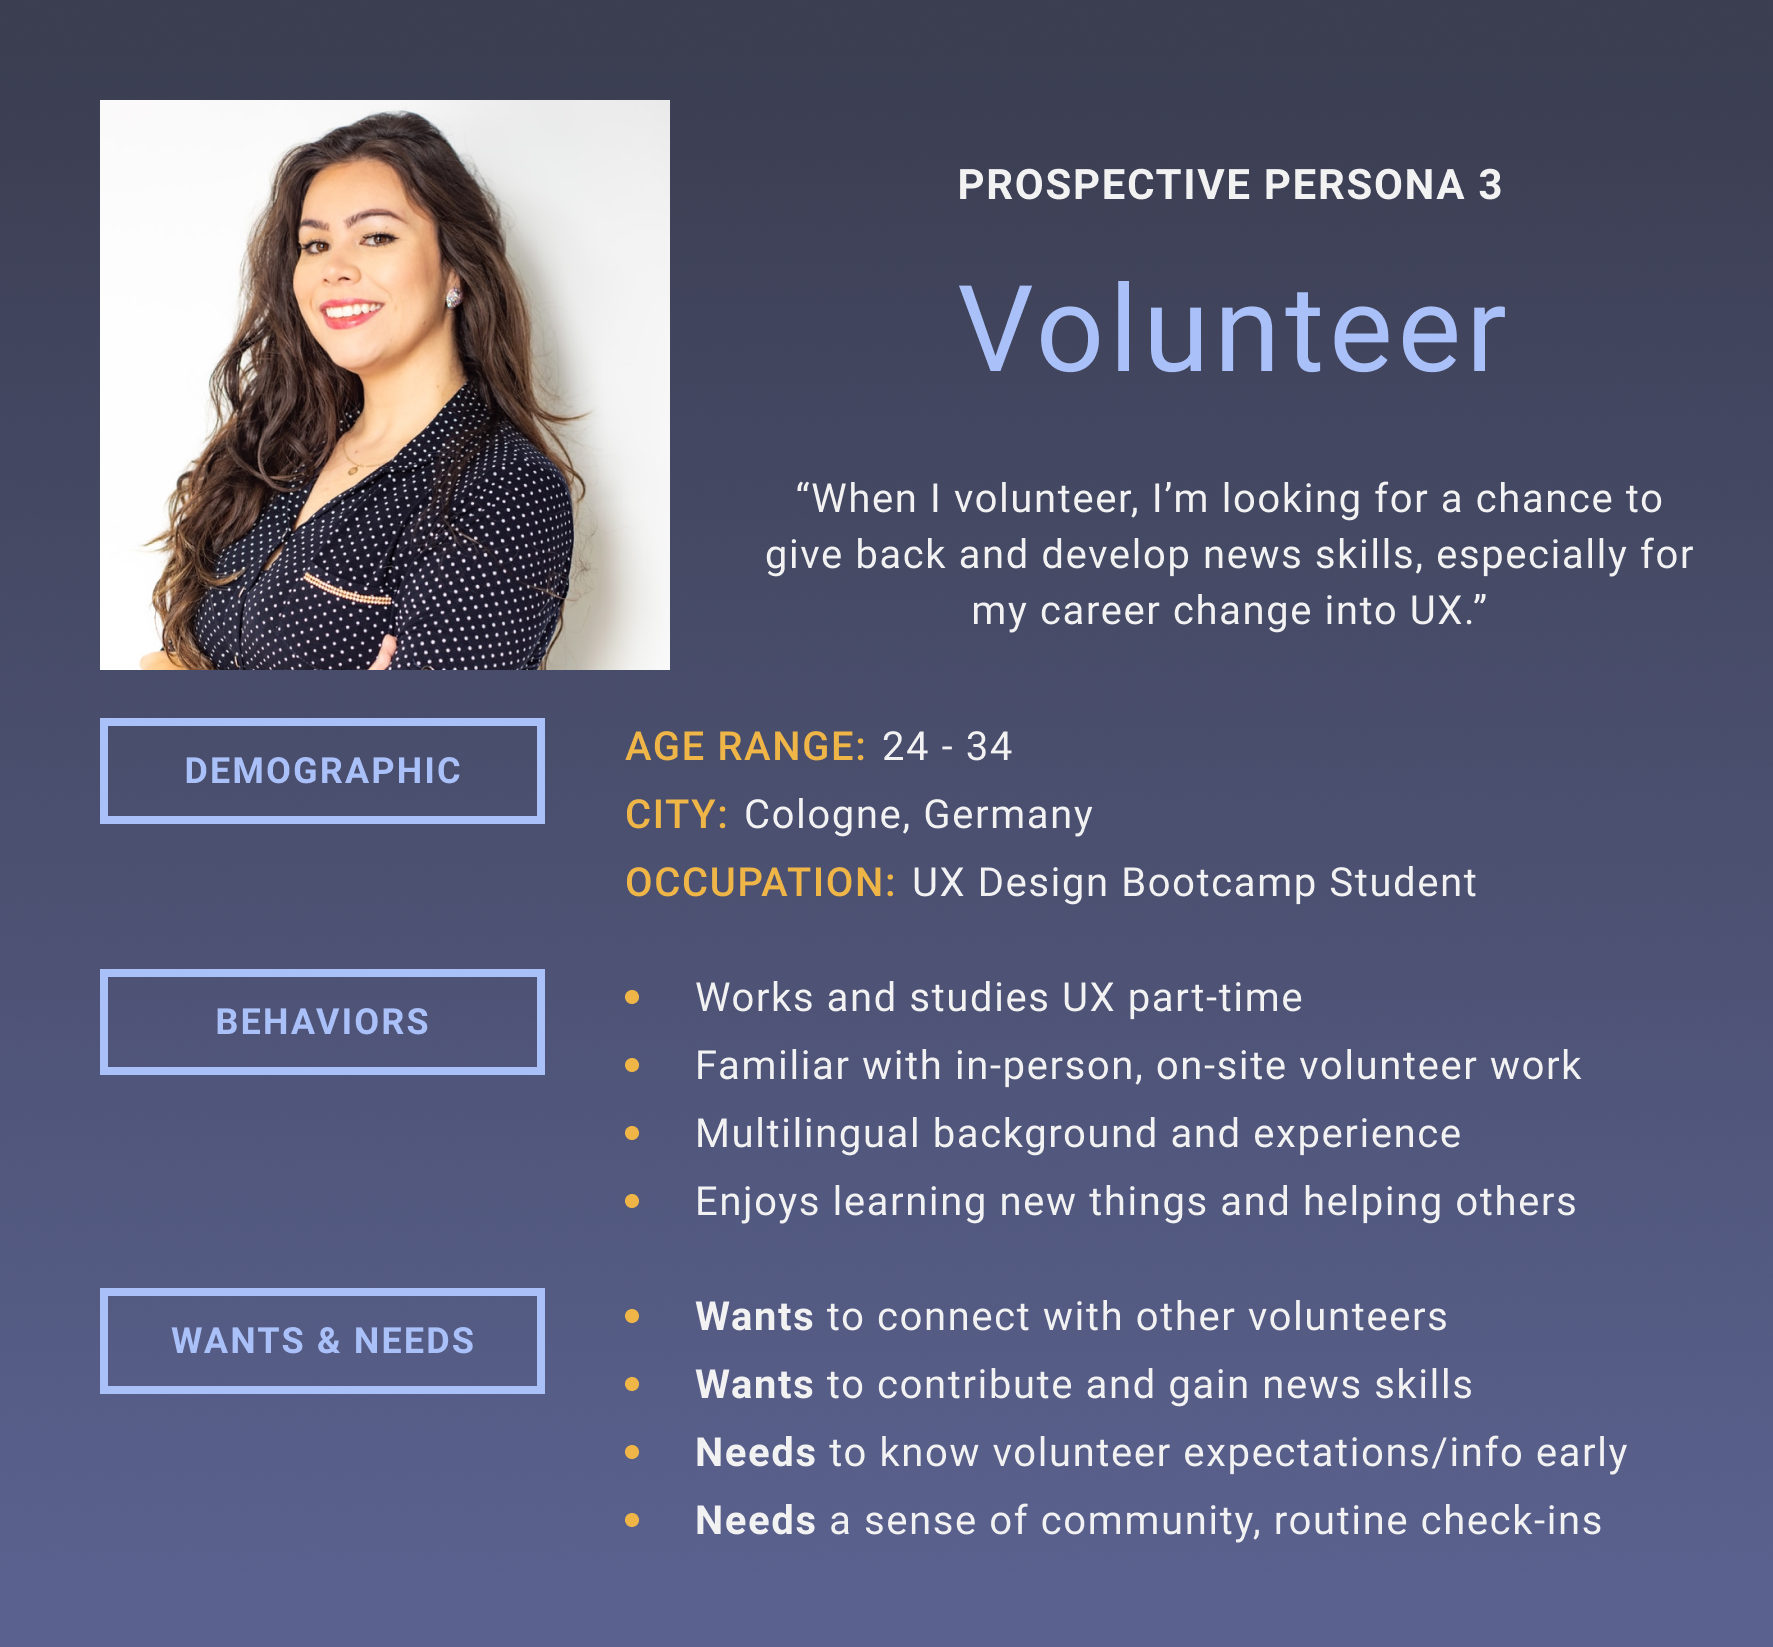 PROSPECTIVE PERSONA 3
Volunteer
“When I volunteer, I’m looking for a chance to
give back and develop news skills, especially for
my career change into UX.”
DEMOGRAPHIC
AGE RANGE: 24 - 34
CITY: Cologne, Germany
OCCUPATION: UX Design Bootcamp Student
BEHAVIORS
• Works and studies UX part-time
• Familiar with in-person, on-site volunteer work
• Multilingual background and experience
• Enjoys learning new things and helping others
WANTS & NEEDS
• Wants to connect with other volunteers
• Wants to contribute and gain news skills
• Needs to know volunteer expectations/info early
• Needs a sense of community, routine check-ins